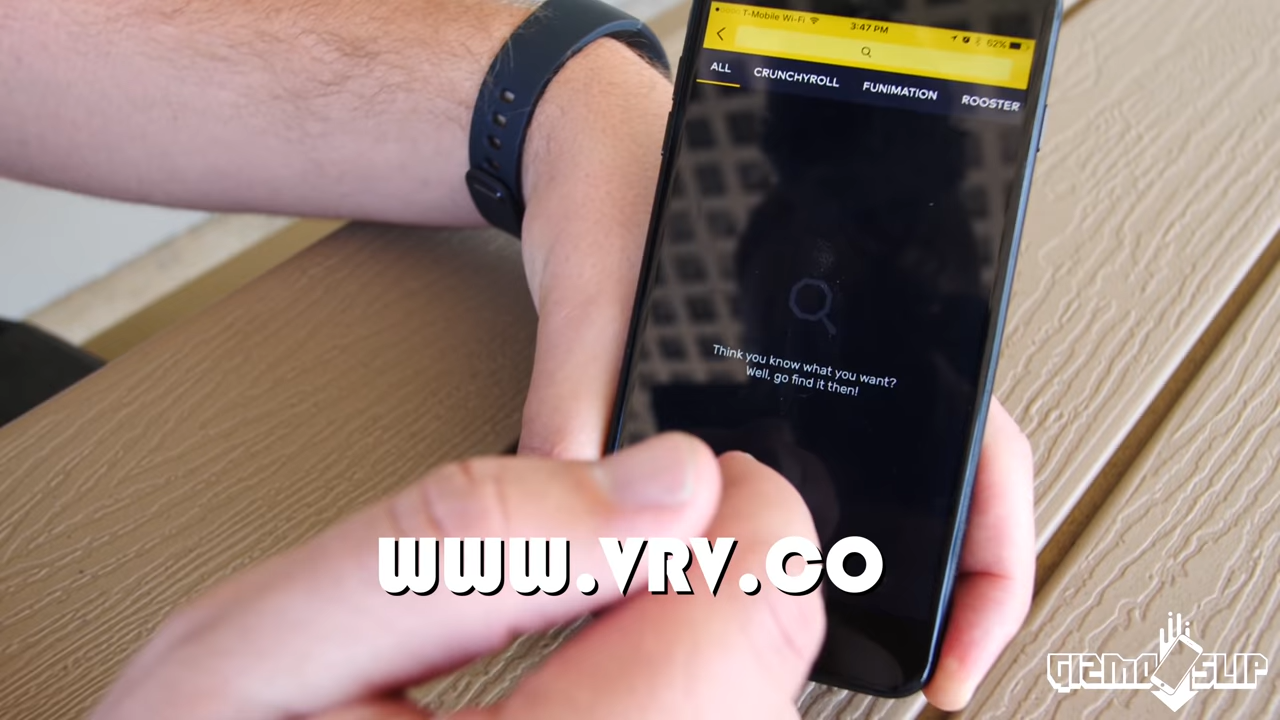 T-Mobile Wi-Fi 3:47 PM 62%
ALL CRUNCHYROLL FUNIMATION ROOSTER
Think you know what you want?
Well, go find it then!
WWW.VRV.CO
GIZMO SLIP